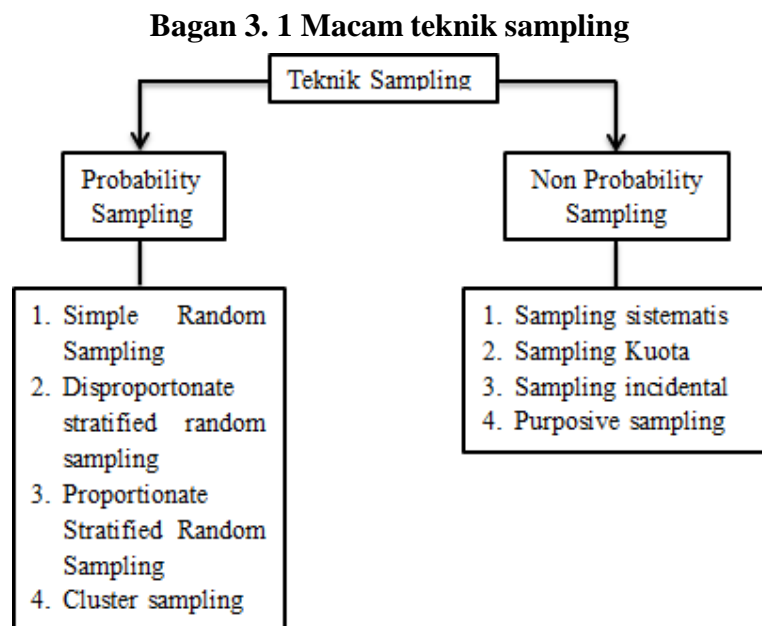 Bagan 3. 1 Macam teknik sampling
Teknik Sampling
Probability
Sampling
Non Probability
Sampling
1. Simple Random
Sampling
2. Disproportonate
stratified random
sampling
3. Proportionate
Stratified Random
Sampling
4. Cluster sampling
1. Sampling sistematis
2. Sampling Kuota
3. Sampling incidental
4. Purposive sampling